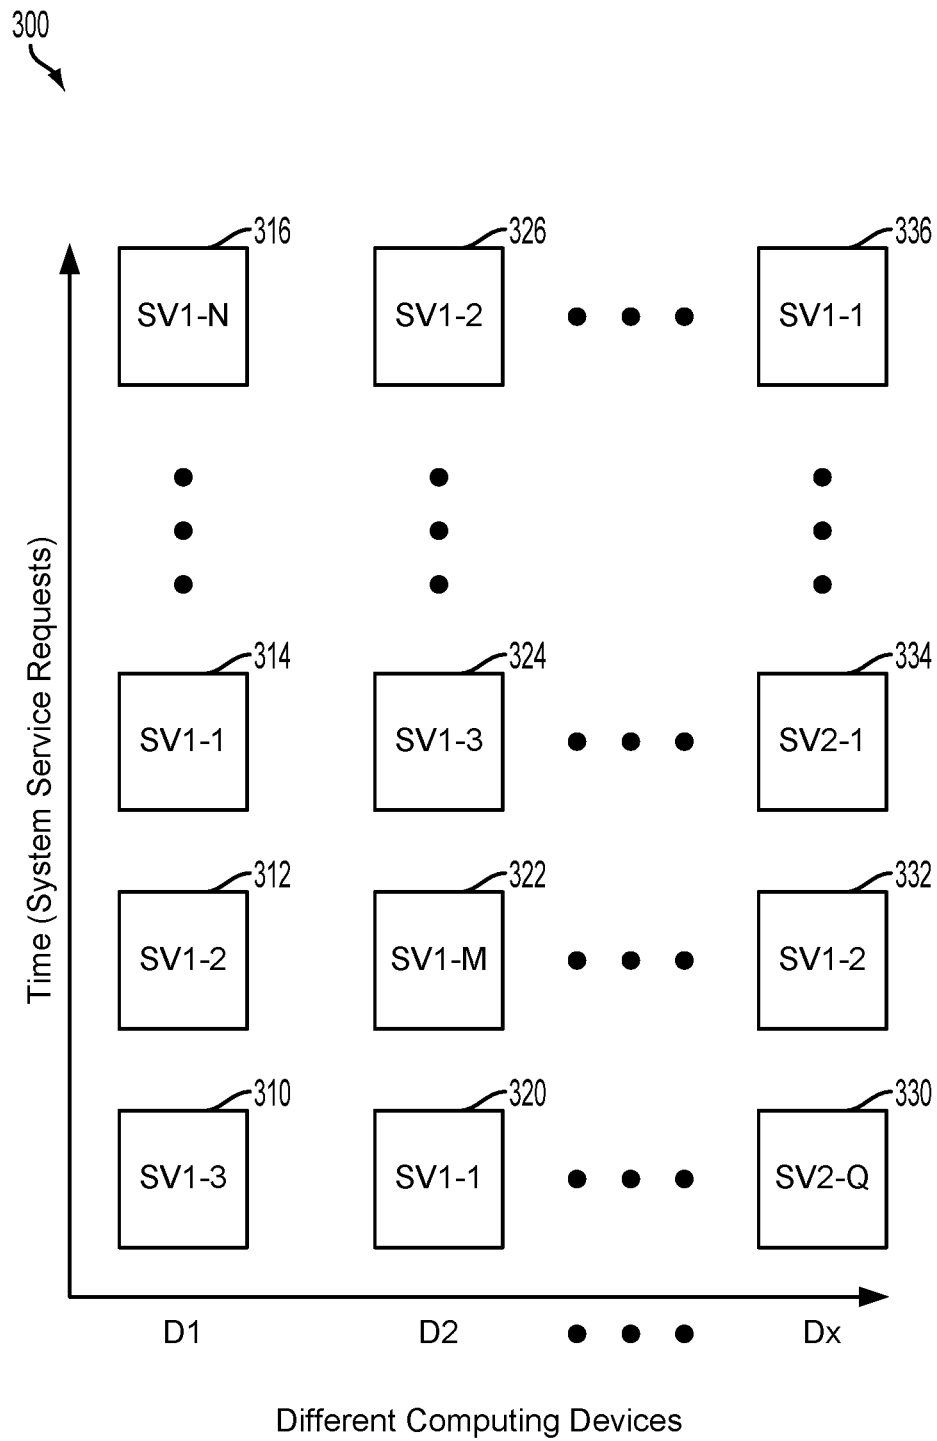 300
316
326
336
SV1-N
SV1-2
SV1-1
314
324
334
SV1-1
SV1-3
SV2-1
312
322
332
SV1-2
SV1-M
SV1-2
310
320
330
SV1-3
SV1-1
SV2-Q
Time (System Service Requests)
D1
D2
Dx
Different Computing Devices